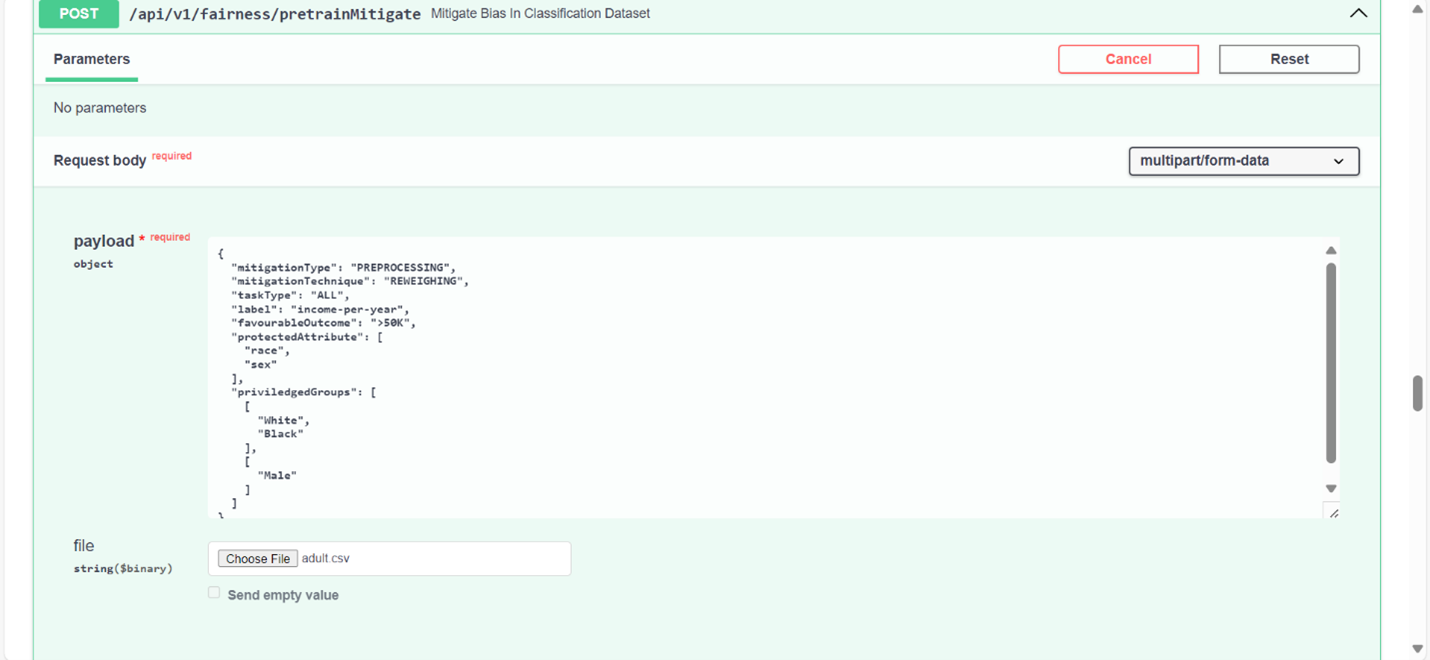 POST /api/v1/fairness/pretrainMitigate Mitigate Bias In Classification Dataset
Parameters Cancel Reset
No parameters
Request body required multipart/form-data
payload * required
object
{
  "mitigationType": "PREPROCESSING",
  "mitigationTechnique": "REWEIGHING",
  "taskType": "ALL",
  "label": "income-per-year",
  "favourableOutcome": ">50K",
  "protectedAttribute": [
    "race",
    "sex"
  ],
  "priviledgedGroups": [
    [
      "White",
      "Black"
    ],
    [
      "Male"
    ]
  ]
}
file
string($binary)
Choose File adult.csv
Send empty value